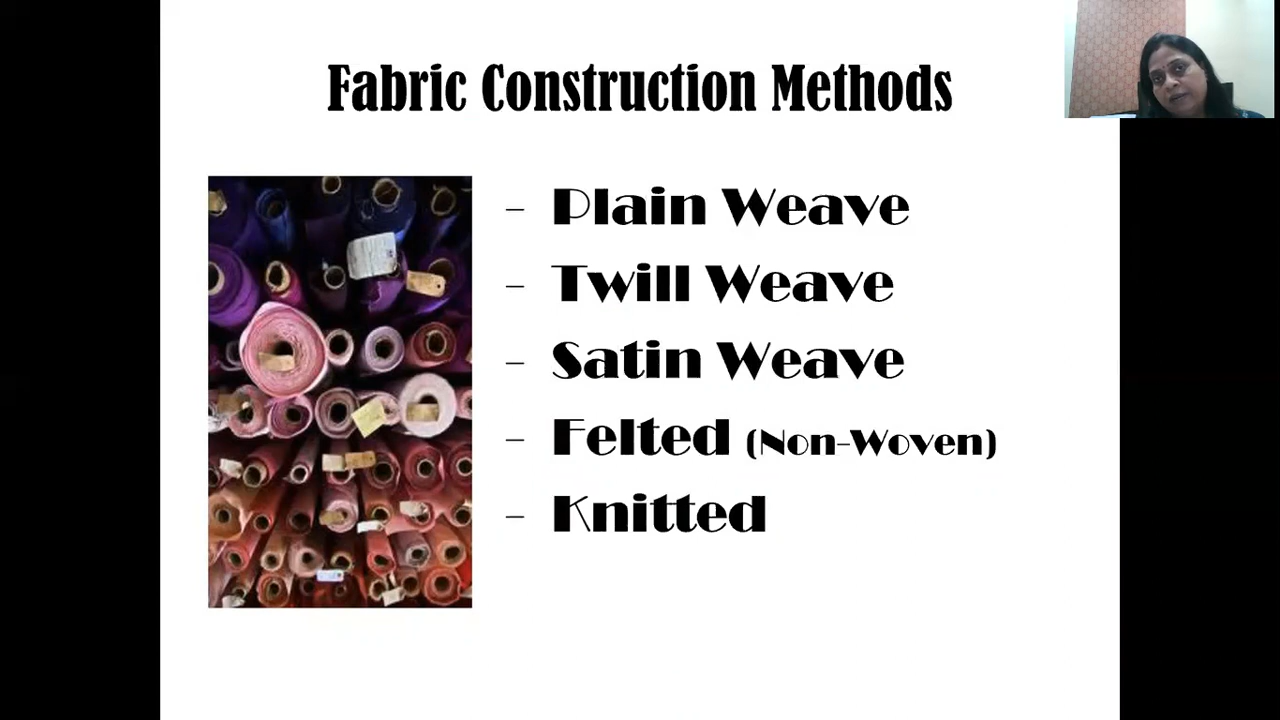 Fabric Construction Methods
– Plain Weave
– Twill Weave
– Satin Weave
– Felted (Non-Woven)
– Knitted